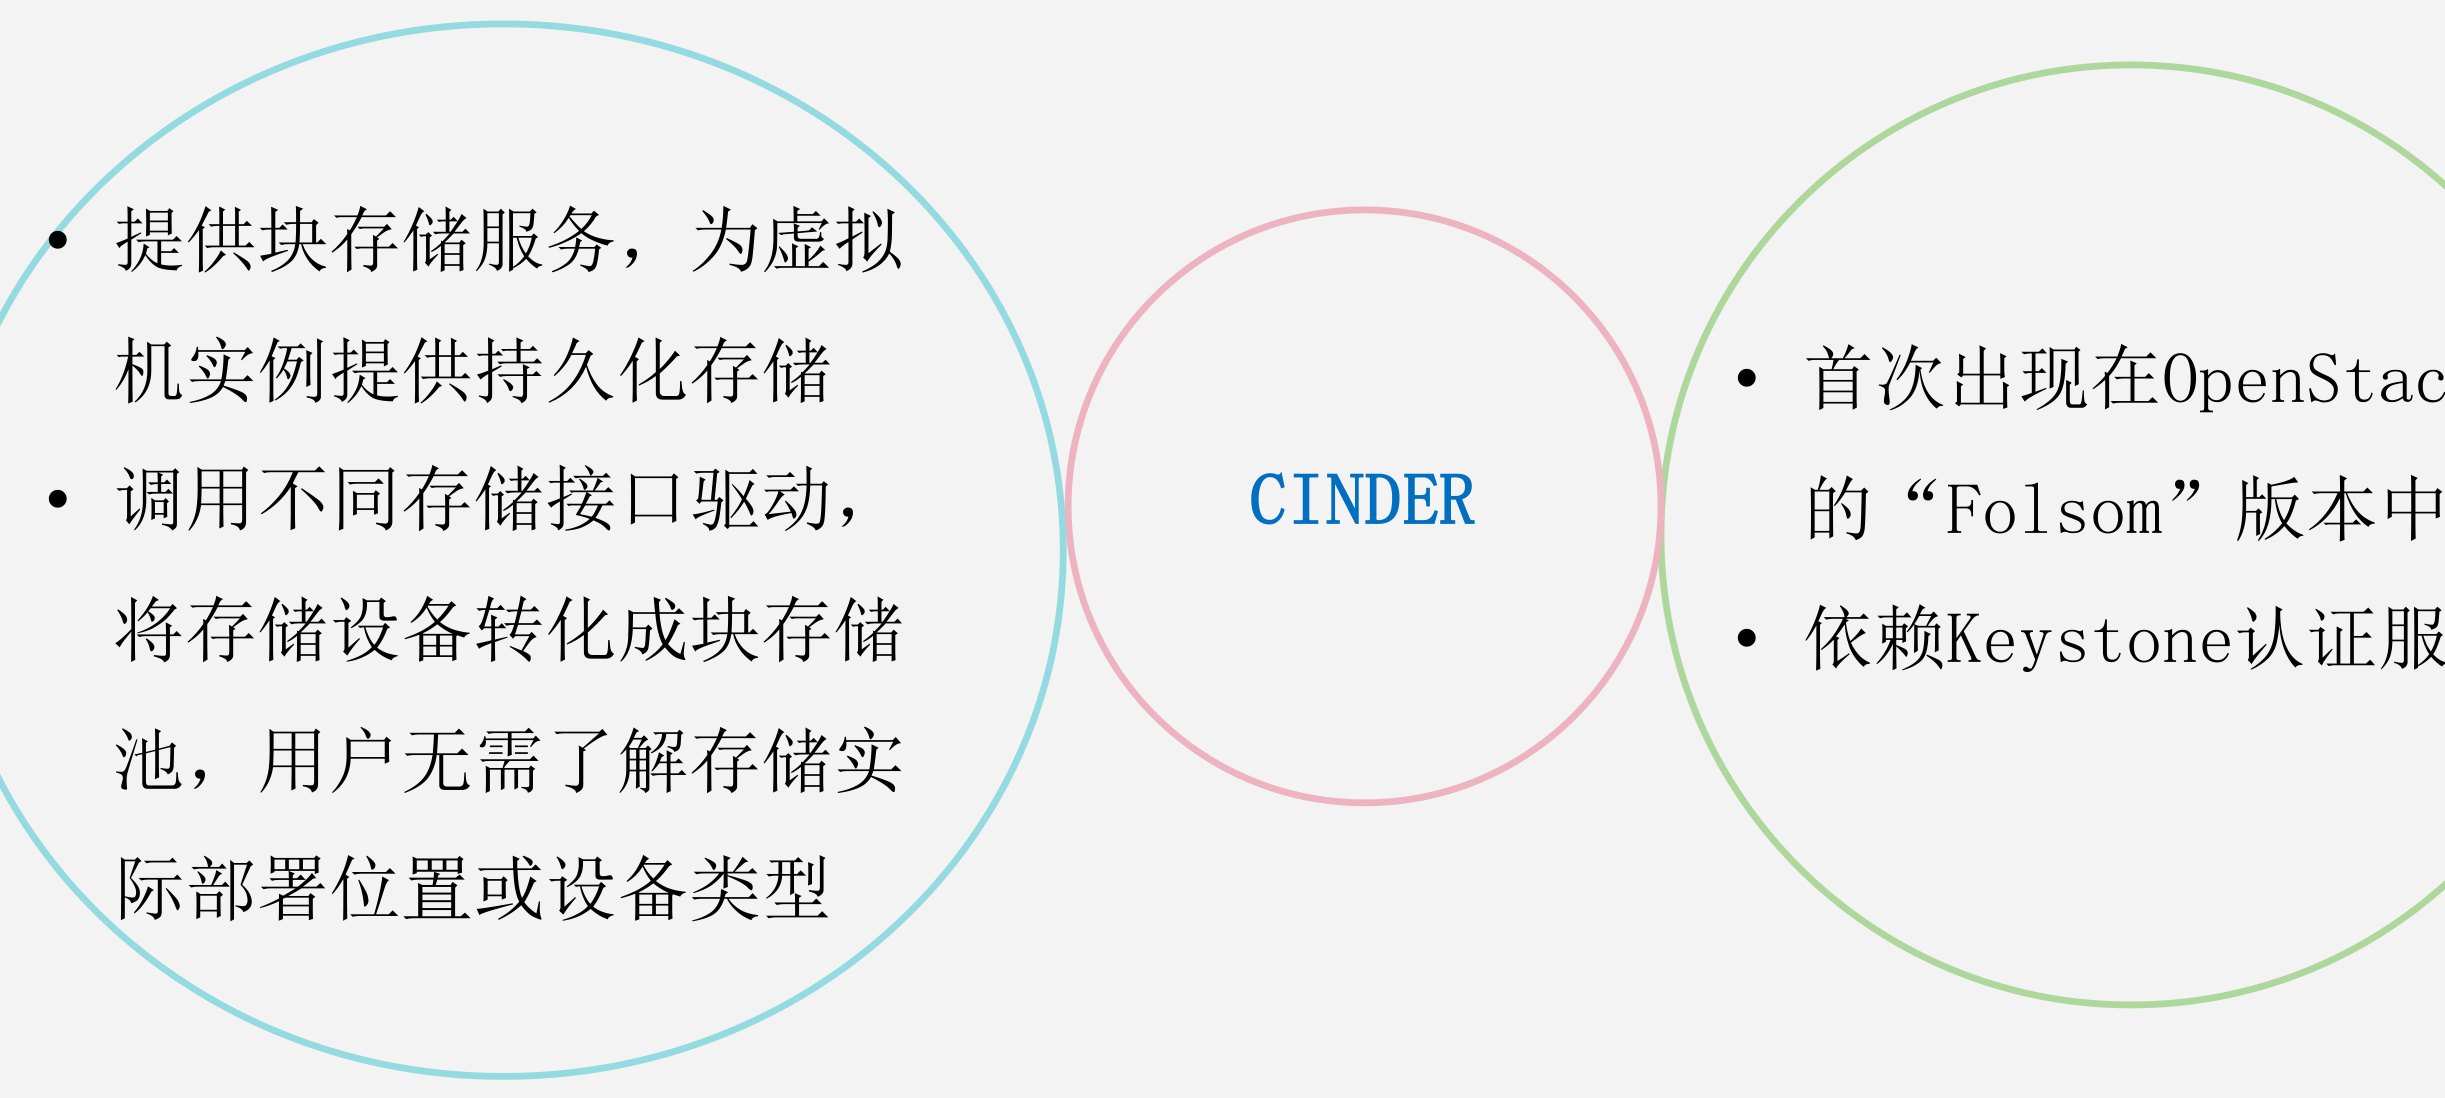 • 提供块存储服务，为虚拟
机实例提供持久化存储
• 调用不同存储接口驱动，
将存储设备转化成块存储
池，用户无需了解存储实
际部署位置或设备类型
CINDER
• 首次出现在OpenStac
的“Folsom”版本中
• 依赖Keystone认证服